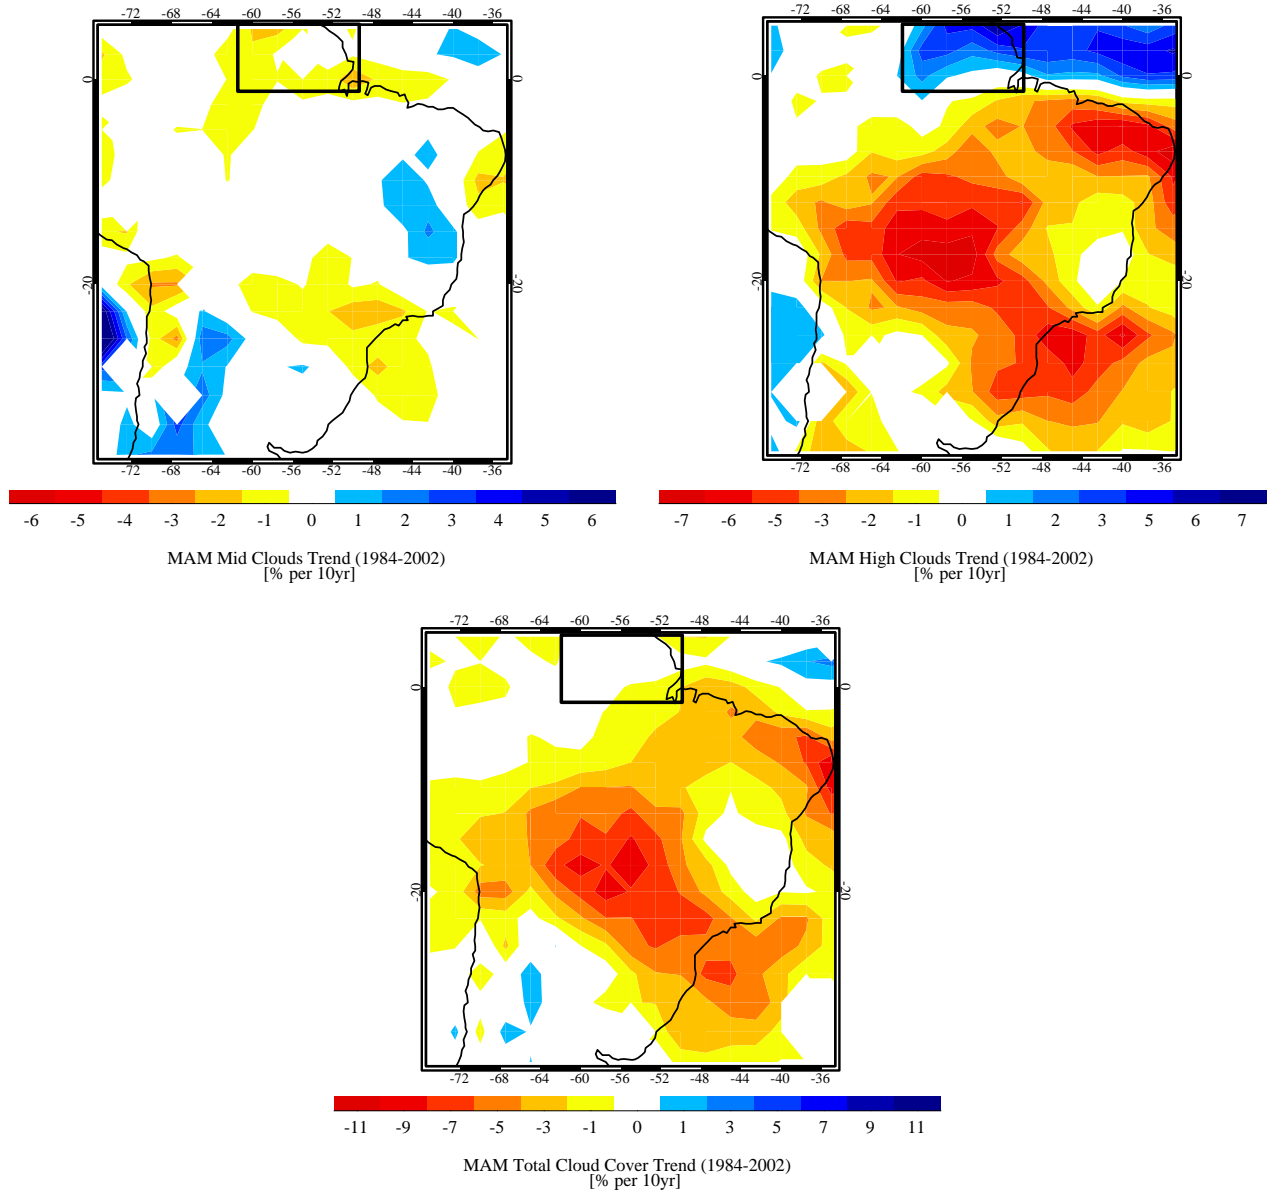 -72 -68 -64 -60 -56 -52 -48 -44 -40 -36
0 0
-20 -20
-72 -68 -64 -60 -56 -52 -48 -44 -40 -36
-6 -5 -4 -3 -2 -1 0 1 2 3 4 5 6
MAM Mid Clouds Trend (1984-2002)
[% per 10yr]
-72 -68 -64 -60 -56 -52 -48 -44 -40 -36
0 0
-20 -20
-72 -68 -64 -60 -56 -52 -48 -44 -40 -36
-7 -6 -5 -3 -2 -1 0 1 2 3 5 6 7
MAM High Clouds Trend (1984-2002)
[% per 10yr]
-72 -68 -64 -60 -56 -52 -48 -44 -40 -36
0 0
-20 -20
-72 -68 -64 -60 -56 -52 -48 -44 -40 -36
-11 -9 -7 -5 -3 -1 0 1 3 5 7 9 11
MAM Total Cloud Cover Trend (1984-2002)
[% per 10yr]